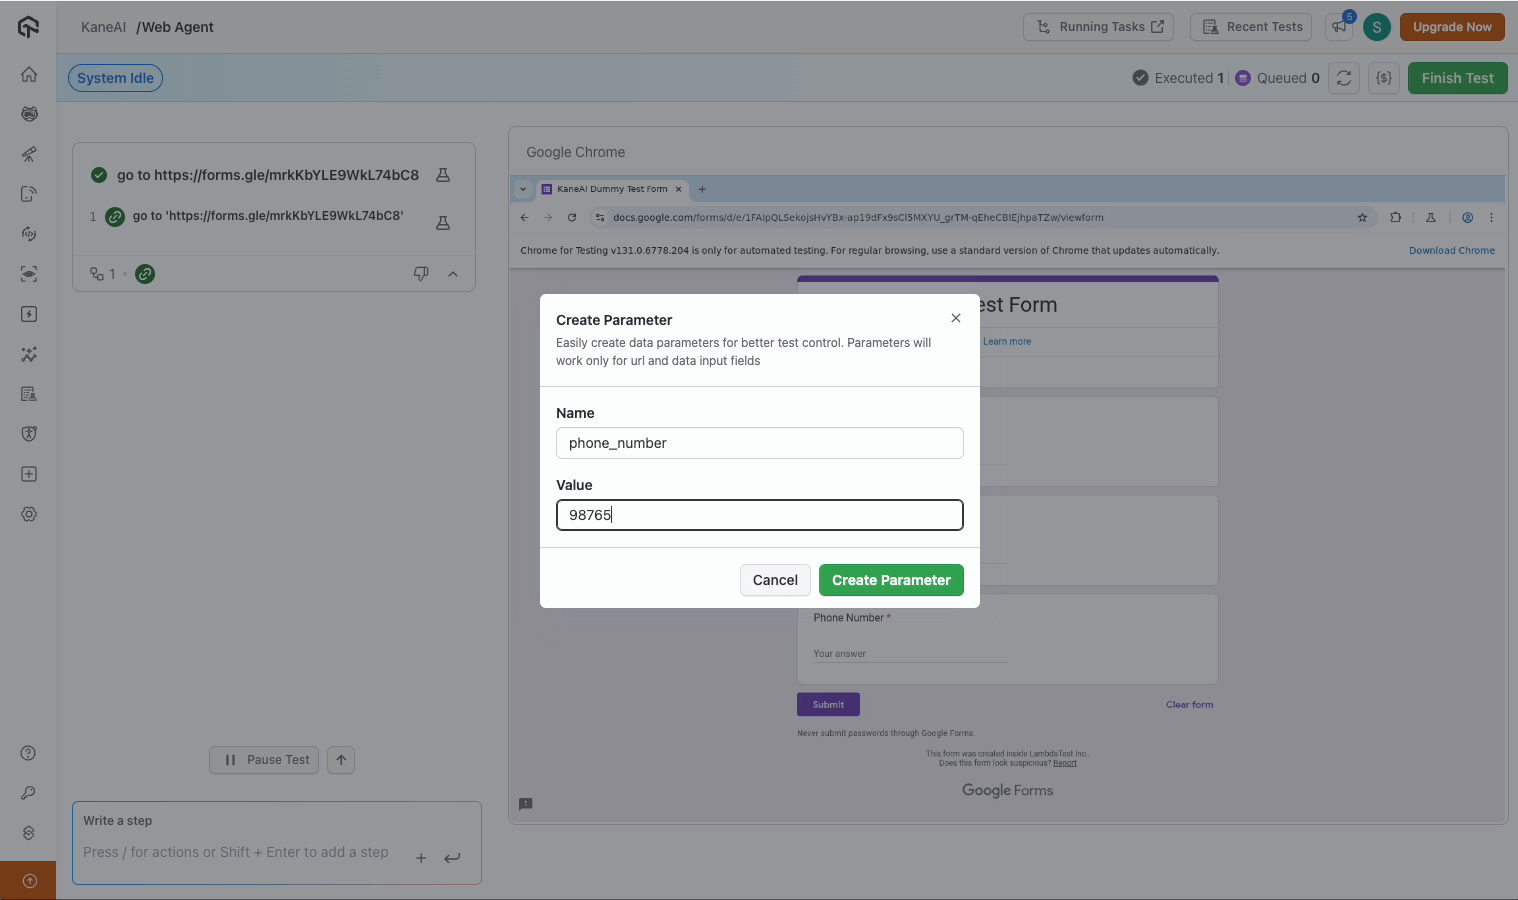 KaneAI /Web Agent
Running Tasks
Recent Tests
5
S
Upgrade Now
System Idle
Executed 1
Queued 0
{$}
Finish Test
go to https://forms.gle/mrkKbYLE9WkL74bC8
1 go to 'https://forms.gle/mrkKbYLE9WkL74bC8'
1
Pause Test
Write a step
Press / for actions or Shift + Enter to add a step
Google Chrome
KaneAI Dummy Test Form
docs.google.com/forms/d/e/1FAIpQLSekojsHvYBx-ap19dFx9sCl5MXYU_grTM-qEheCBIEjhpaTZw/viewform
Chrome for Testing v131.0.6778.204 is only for automated testing. For regular browsing, use a standard version of Chrome that updates automatically.
Download Chrome
est Form
Learn more
Create Parameter
Easily create data parameters for better test control. Parameters will
work only for url and data input fields
Name
phone_number
Value
98765
Cancel
Create Parameter
Phone Number *
Your answer
Submit
Clear form
Never submit passwords through Google Forms.
This form was created inside LambdaTest Inc..
Does this form look suspicious? Report
Google Forms